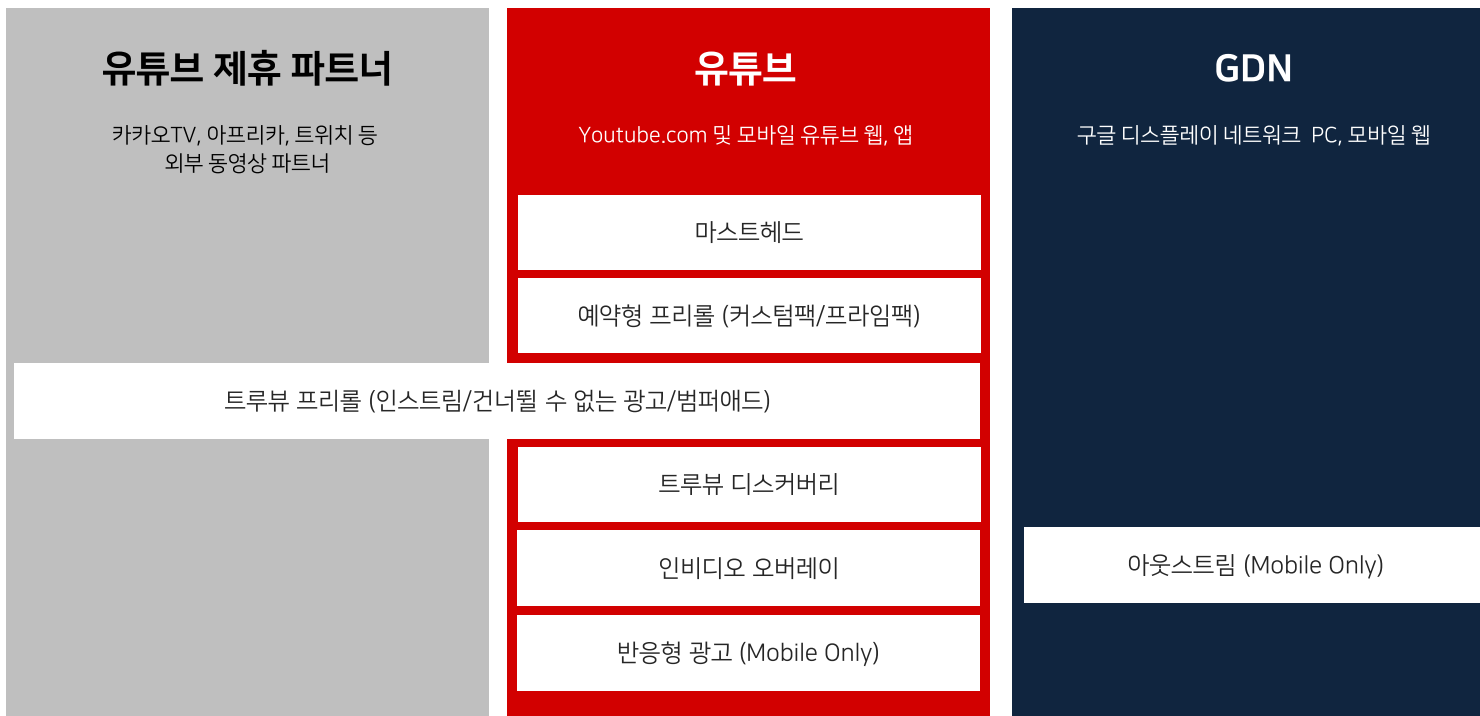 유튜브 제휴 파트너
카카오TV, 아프리카, 트위치 등
외부 동영상 파트너
유튜브
Youtube.com 및 모바일 유튜브 웹, 앱
GDN
구글 디스플레이 네트워크 PC, 모바일 웹
마스트헤드
예약형 프리롤 (커스텀팩/프라임팩)
트루뷰 프리롤 (인스트림/건너뛸 수 없는 광고/범퍼애드)
트루뷰 디스커버리
인비디오 오버레이
아웃스트림 (Mobile Only)
반응형 광고 (Mobile Only)